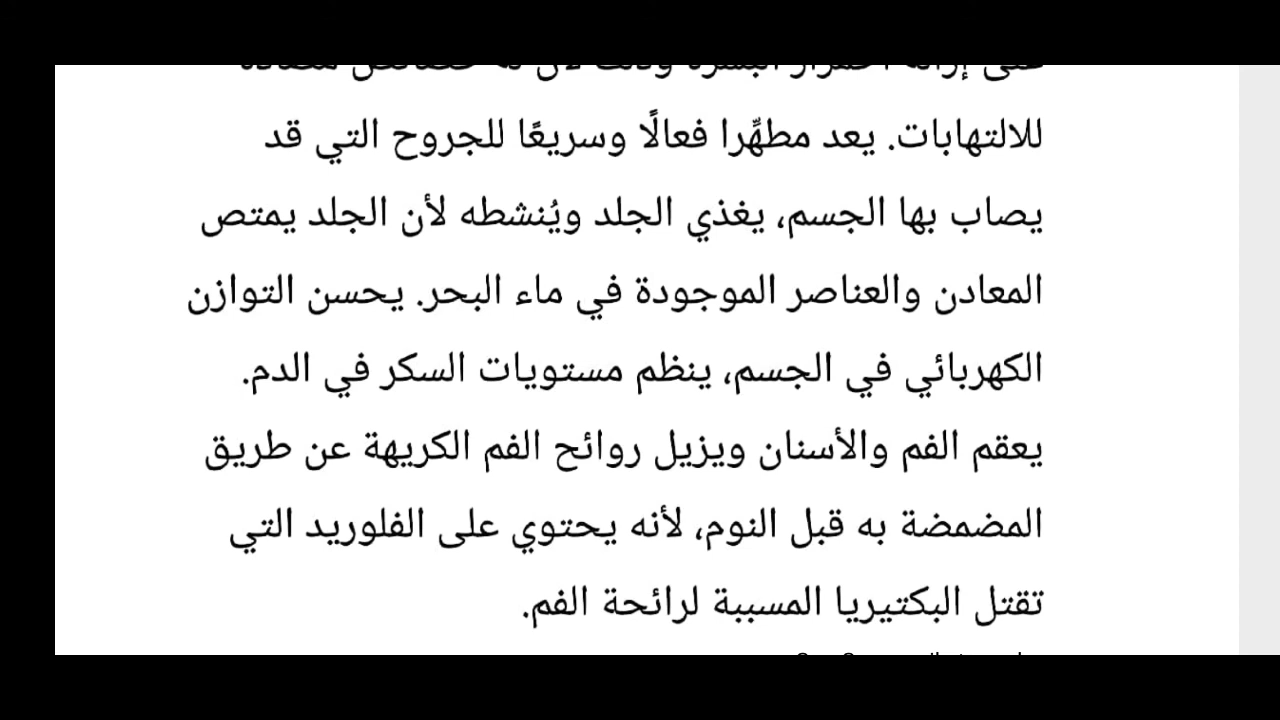 للالتهابات. يعد مطهِّرا فعالًا وسريعًا للجروح التي قد
يصاب بها الجسم، يغذي الجلد ويُنشطه لأن الجلد يمتص
المعادن والعناصر الموجودة في ماء البحر. يحسن التوازن
الكهربائي في الجسم، ينظم مستويات السكر في الدم.
يعقم الفم والأسنان ويزيل روائح الفم الكريهة عن طريق
المضمضة به قبل النوم، لأنه يحتوي على الفلوريد التي
تقتل البكتيريا المسببة لرائحة الفم.